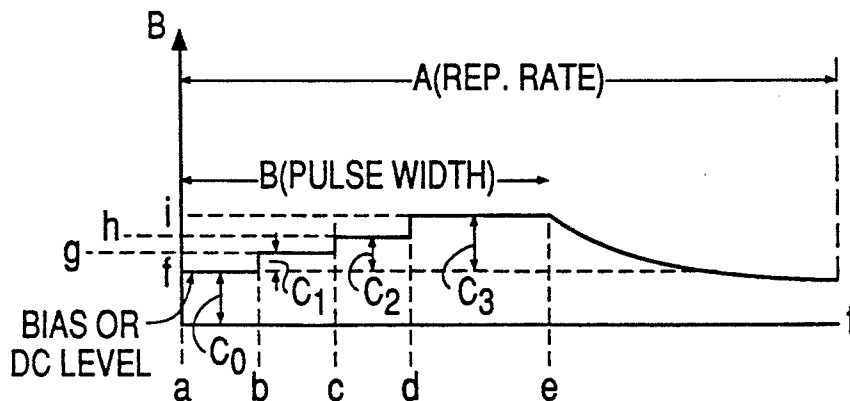 B
A(REP. RATE)
B(PULSE WIDTH)
i
h
g
f
C1
C2
C3
BIAS OR
DC LEVEL
C0
t
a b c d e